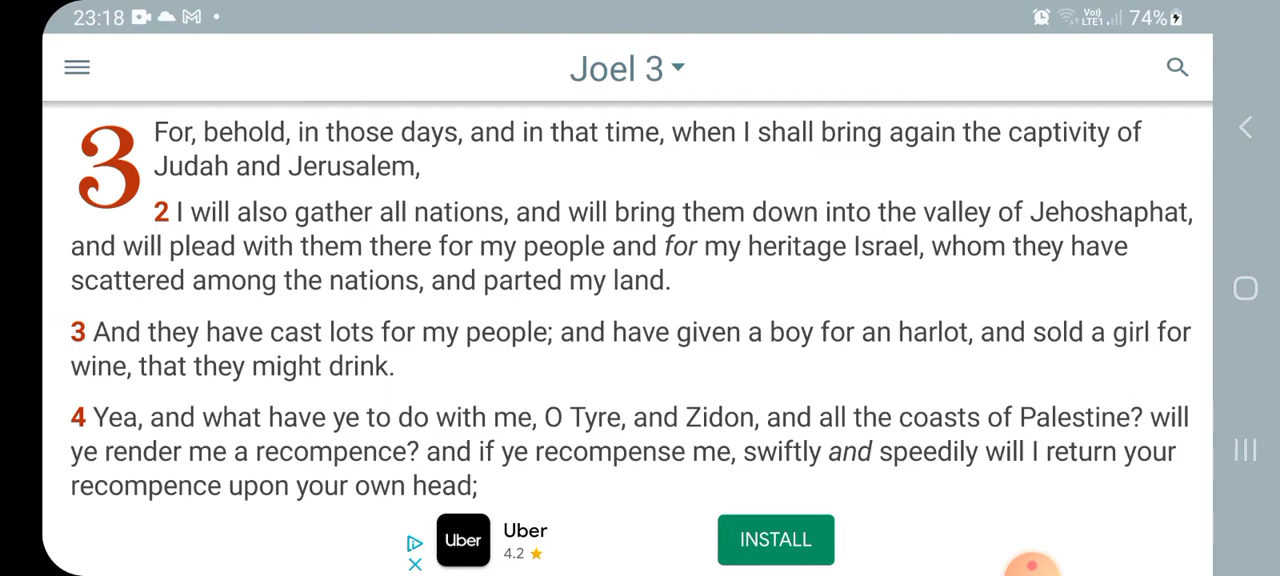 23:18
Vo)) LTE1 74%
Joel 3
3 For, behold, in those days, and in that time, when I shall bring again the captivity of
Judah and Jerusalem,
2 I will also gather all nations, and will bring them down into the valley of Jehoshaphat,
and will plead with them there for my people and for my heritage Israel, whom they have
scattered among the nations, and parted my land.
3 And they have cast lots for my people; and have given a boy for an harlot, and sold a girl for
wine, that they might drink.
4 Yea, and what have ye to do with me, O Tyre, and Zidon, and all the coasts of Palestine? will
ye render me a recompence? and if ye recompense me, swiftly and speedily will I return your
recompence upon your own head;
Uber
Uber
4.2
INSTALL